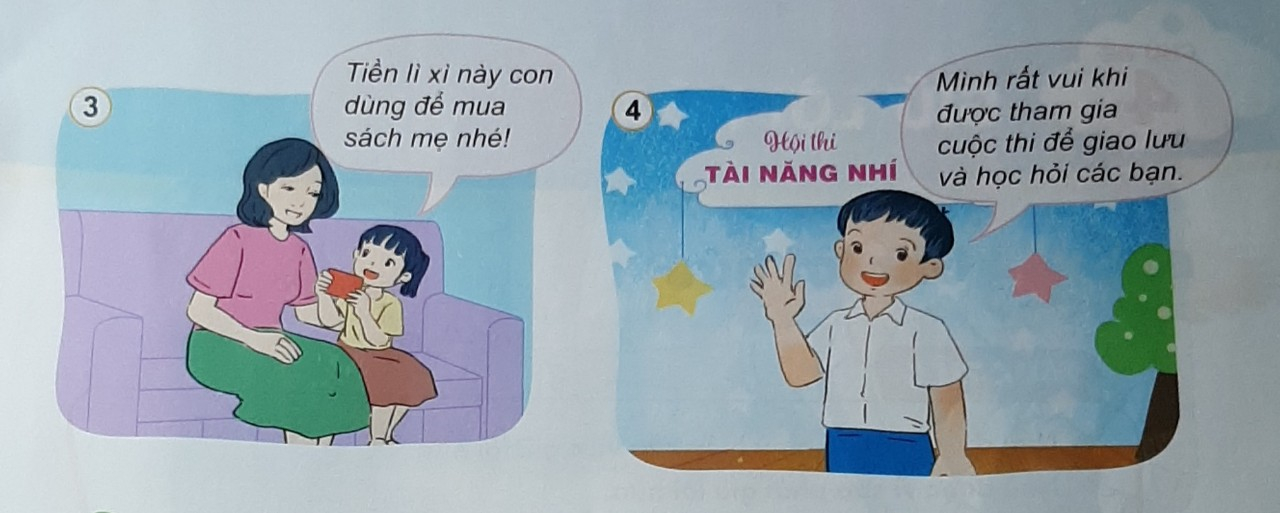 3
Tiền lì xì này con
dùng để mua
sách mẹ nhé!
4
Hội thi
TÀI NĂNG NHÍ
Mình rất vui khi
được tham gia
cuộc thi để giao lưu
và học hỏi các bạn.